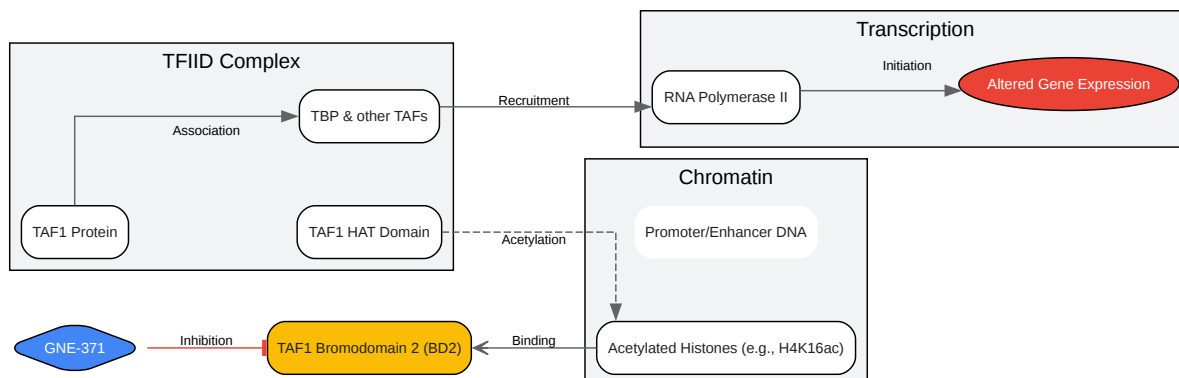 Transcription
TFIID Complex
Initiation
RNA Polymerase II
Altered Gene Expression
TBP & other TAFs
Recruitment
Association
Chromatin
TAF1 Protein
TAF1 HAT Domain
Acetylation
Promoter/Enhancer DNA
GNE-371
Inhibition
TAF1 Bromodomain 2 (BD2)
Binding
Acetylated Histones (e.g., H4K16ac)